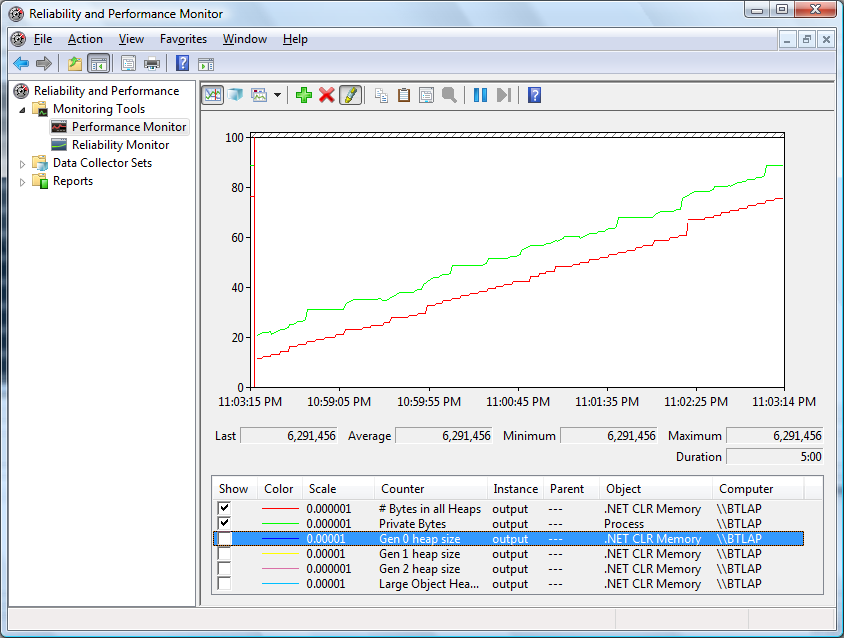 Reliability and Performance Monitor
File Action View Favorites Window Help
Reliability and Performance
Monitoring Tools
Performance Monitor
Reliability Monitor
Data Collector Sets
Reports
100
80
60
40
20
0
11:03:15 PM 10:59:05 PM 10:59:55 PM 11:00:45 PM 11:01:35 PM 11:02:25 PM 11:03:14 PM
Last 6,291,456 Average 6,291,456 Minimum 6,291,456 Maximum 6,291,456
Duration 5:00
Show Color Scale Counter Instance Parent Object Computer
0.000001 # Bytes in all Heaps output --- .NET CLR Memory \\BTLAP
0.000001 Private Bytes output --- Process \\BTLAP
0.00001 Gen 0 heap size output --- .NET CLR Memory \\BTLAP
0.00001 Gen 1 heap size output --- .NET CLR Memory \\BTLAP
0.00001 Gen 2 heap size output --- .NET CLR Memory \\BTLAP
0.00001 Large Object Hea... output --- .NET CLR Memory \\BTLAP